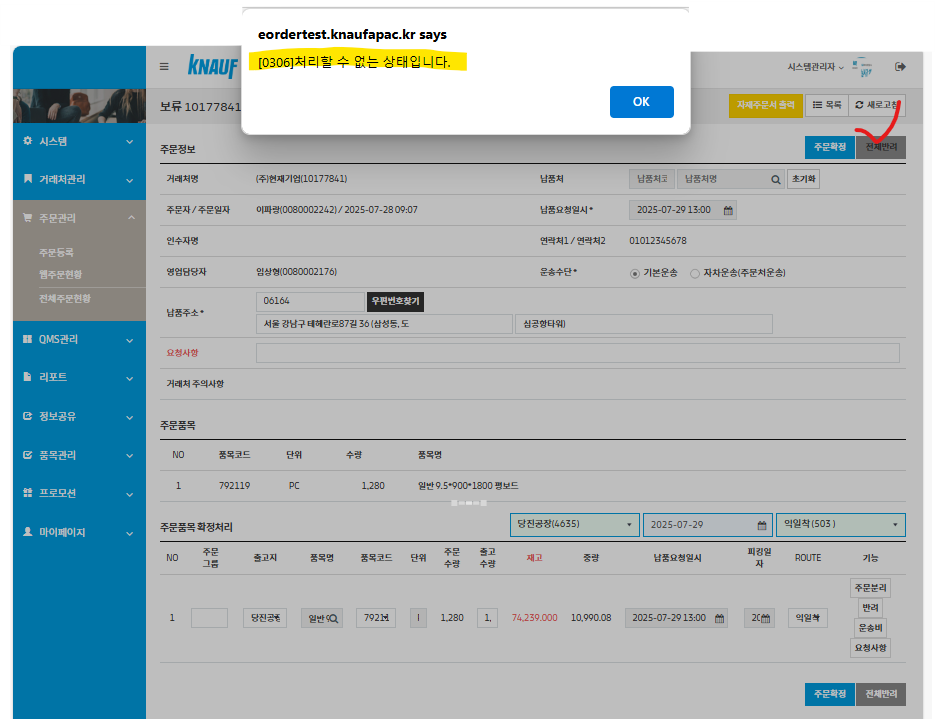 eordertest.knaufapac.kr says
[0306]처리할 수 없는 상태입니다.
OK
KNAUF
시스템관리자
보류 10177841
자체주문서 출력
목록
새로고침
시스템
거래처관리
주문관리
주문등록
웹주문현황
전체주문현황
QMS관리
리포트
정보공유
품목관리
프로모션
마이페이지
주문정보
주문확정
전체반려
거래처명 (주)현재기업(10177841) 납품처 납품처코 납품처명 초기화
주문자 / 주문일자 이파랑(0080002242) / 2025-07-28 09:07 납품요청일시* 2025-07-29 13:00
인수자명 연락처1 / 연락처2 01012345678
영업담당자 임상형(0080002176) 운송수단* 기본운송 자차운송(주문처운송)
납품주소* 06164 우편번호찾기
서울 강남구 테헤란로87길 36 (삼성동, 도 심공항타워)
요청사항
거래처 주의사항
주문품목
NO 품목코드 단위 수량 품목명
1 792119 PC 1,280 일반 9.5*900*1800 평보드
주문품목 확정처리 당진공장(4635) 2025-07-29 익일착(503 )
NO 주문 그룹 출고지 품목명 품목코드 단위 주문 수량 출고 수량 재고 중량 납품요청일시 피킹일 자 ROUTE 기능
1 당진공 일반 9 7921 1,280 1, 74,239.000 10,990.08 2025-07-29 13:00 20 익일착 주문분리
반려
운송비
요청사항
주문확정 전체반려